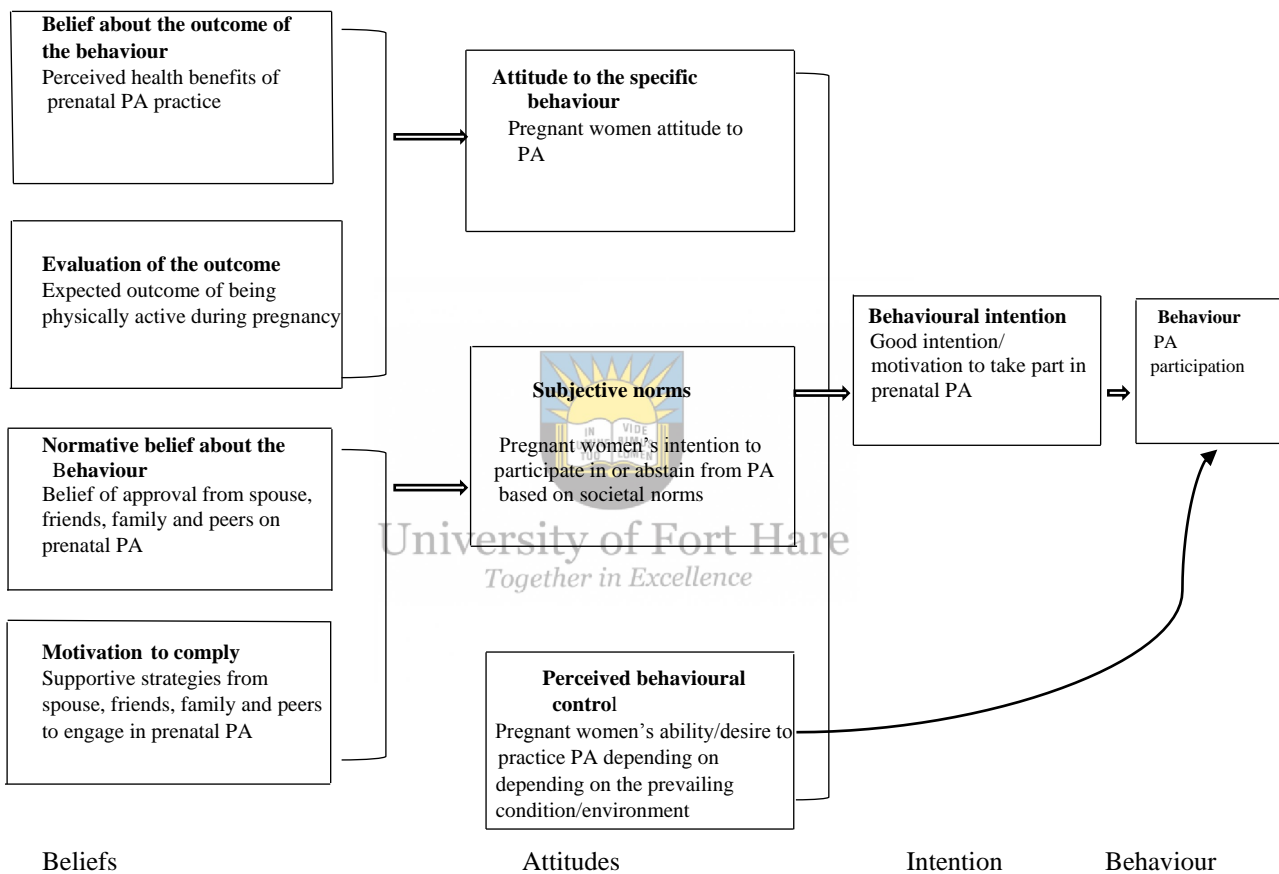 Belief about the outcome of
the behaviour
Perceived health benefits of
prenatal PA practice
Evaluation of the outcome
Expected outcome of being
physically active during pregnancy
Normative belief about the
Behaviour
Belief of approval from spouse,
friends, family and peers on
prenatal PA
Motivation to comply
Supportive strategies from
spouse, friends, family and peers
to engage in prenatal PA
Attitude to the specific
behaviour
Pregnant women attitude to
PA
Subjective norms
Pregnant women’s intention to
participate in or abstain from PA
based on societal norms
Perceived behavioural
control
Pregnant women’s ability/desire to
practice PA depending on
depending on the prevailing
condition/environment
Behavioural intention
Good intention/
motivation to take part in
prenatal PA
Behaviour
PA
participation
IN
TUO
VIDE
LUMEN
University of Fort Hare
Together in Excellence
Beliefs
Attitudes
Intention
Behaviour